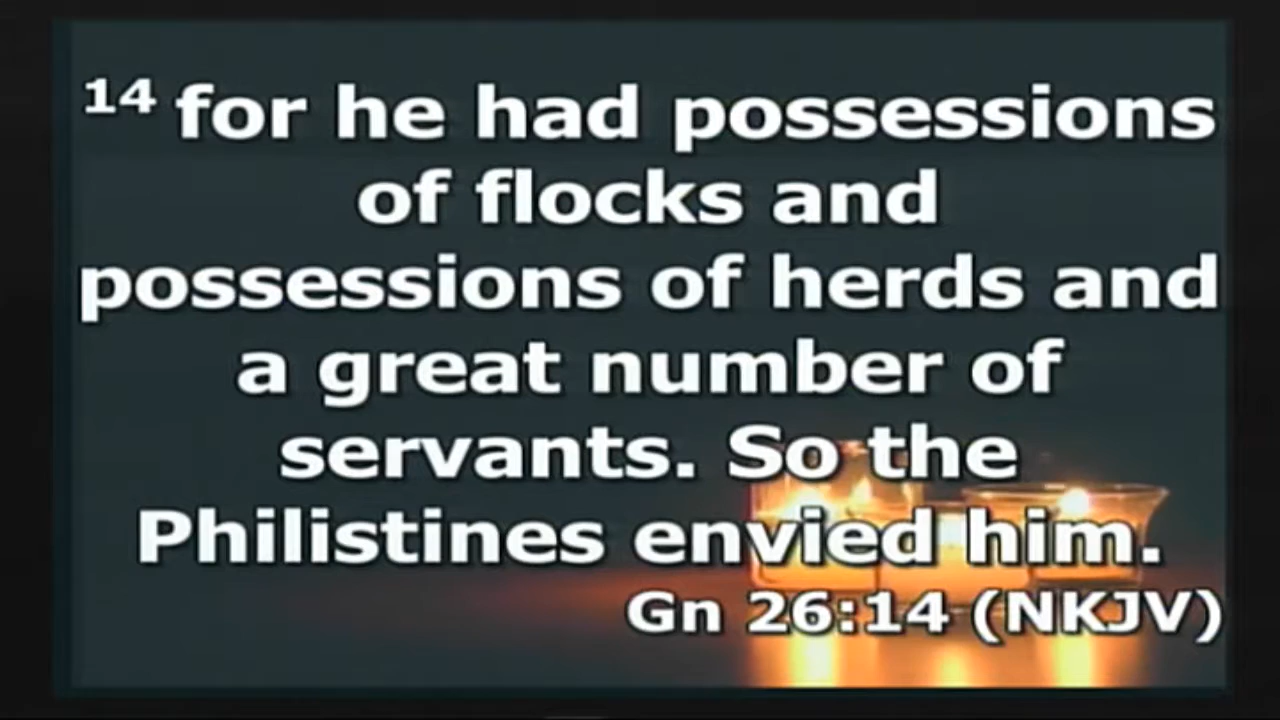 14 for he had possessions
of flocks and
possessions of herds and
a great number of
servants. So the
Philistines envied him.
Gn 26:14 (NKJV)